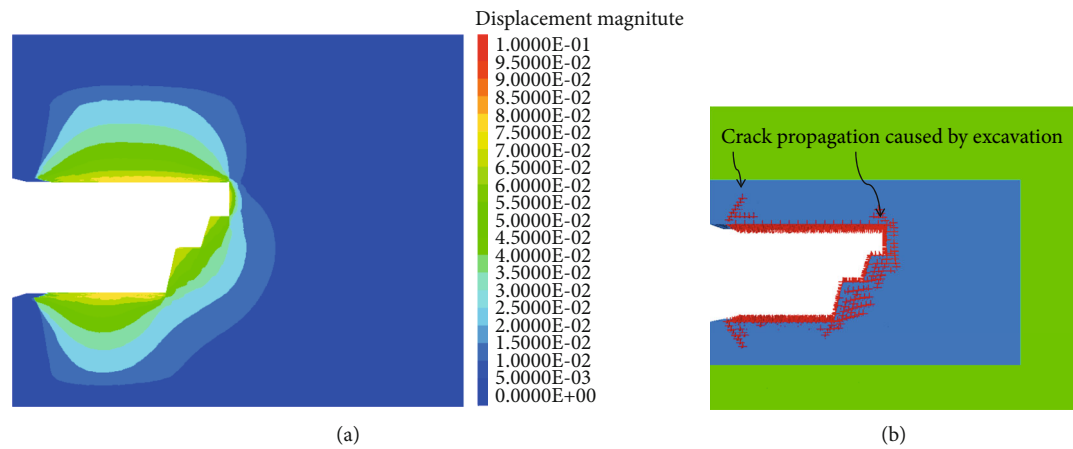 Displacement magnitute
1.0000E-01
9.5000E-02
9.0000E-02
8.5000E-02
8.0000E-02
7.5000E-02
7.0000E-02
6.5000E-02
6.0000E-02
5.5000E-02
5.0000E-02
4.5000E-02
4.0000E-02
3.5000E-02
3.0000E-02
2.5000E-02
2.0000E-02
1.5000E-02
1.0000E-02
5.0000E-03
0.0000E+00
(a)
Crack propagation caused by excavation
(b)